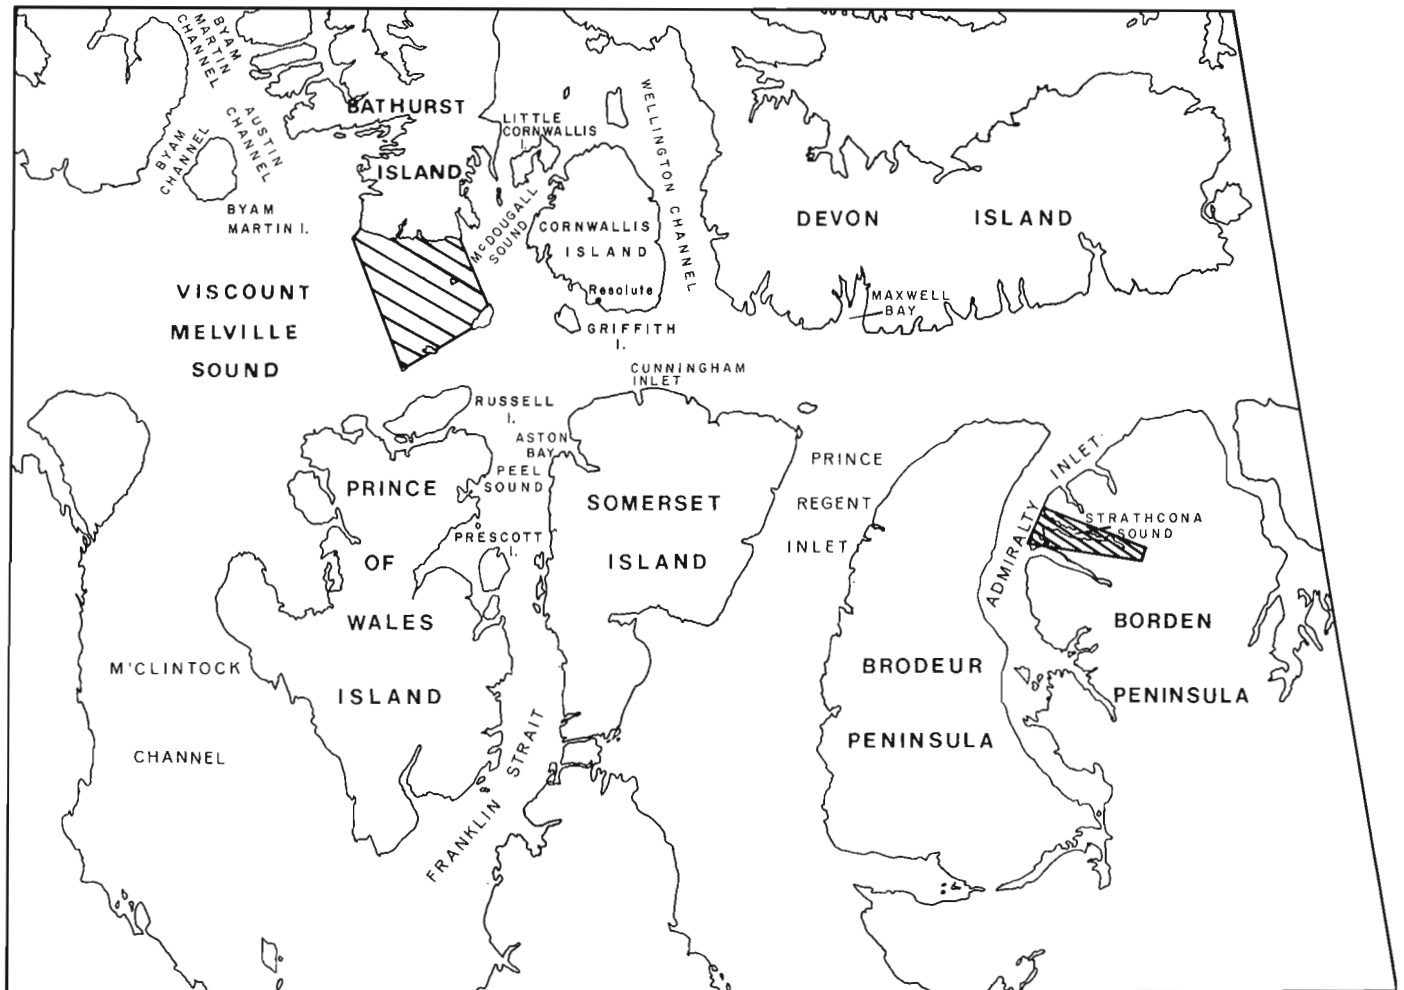 BYAM
MARTIN
CHANNEL
BATHURST
ISLAND
AUSTIN
CHANNEL
BYAM
CHANNEL
BYAM
MARTIN I.
LITTLE
CORNWALLIS
I.
WELLINGTON CHANNEL
McDOUGALL
SOUND
CORNWALLIS
ISLAND
Resolute
GRIFFITH
I.
DEVON ISLAND
MAXWELL
BAY
VISCOUNT
MELVILLE
SOUND
CUNNINGHAM
INLET
RUSSELL
I.
ASTON
BAY
PEEL
SOUND
PRESCOTT
I.
PRINCE
OF
WALES
ISLAND
SOMERSET
ISLAND
PRINCE
REGENT
INLET
ADMIRALTY INLET
STRATHCONA
SOUND
BORDEN
PENINSULA
BRODEUR
PENINSULA
M'CLINTOCK
CHANNEL
FRANKLIN STRAIT